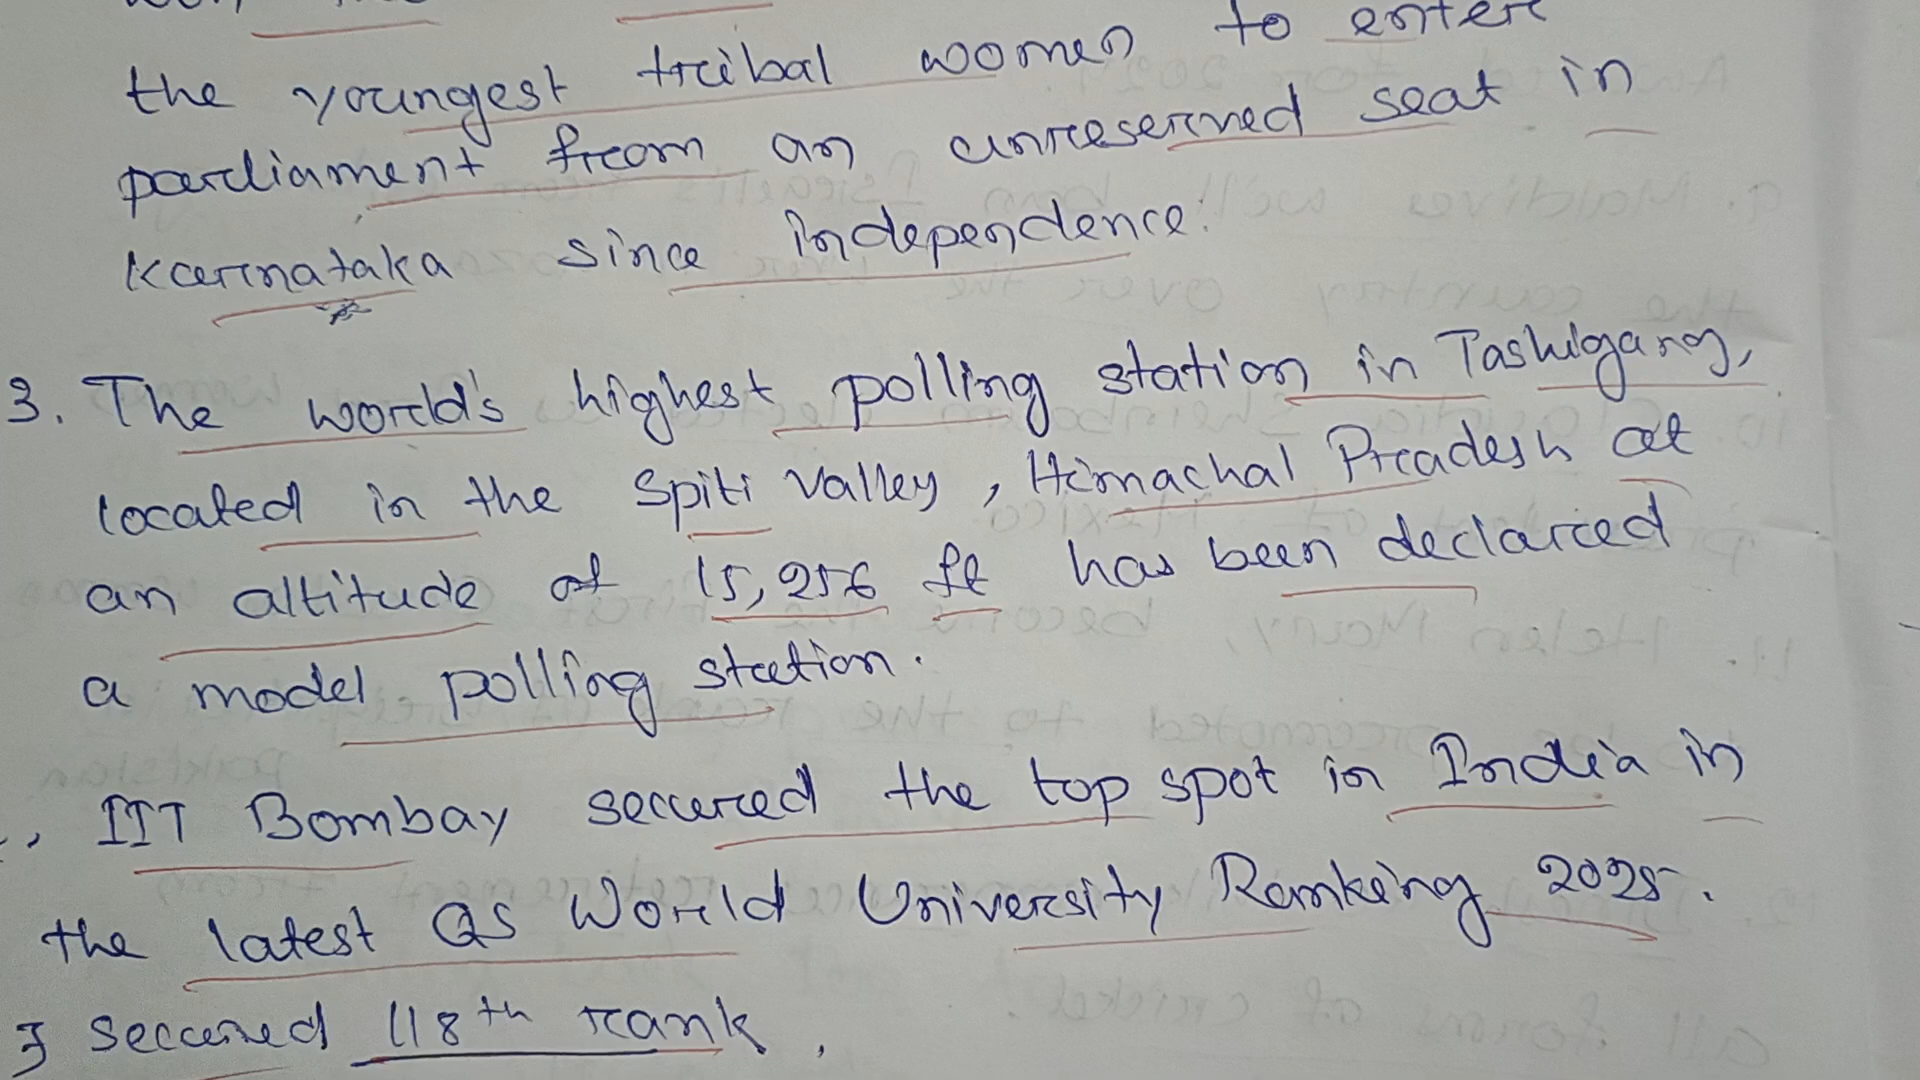 the youngest tribal women to enter
parliament from an unreserved seat in
Karnataka since independence.
3. The world's highest polling station in Tashigang,
located in the Spiti Valley, Himachal Pradesh at
an altitude of 15,256 ft has been declared
a model polling station.
IIT Bombay secured the top spot in India in
the latest QS World University Ranking 2025.
secured 118th rank.